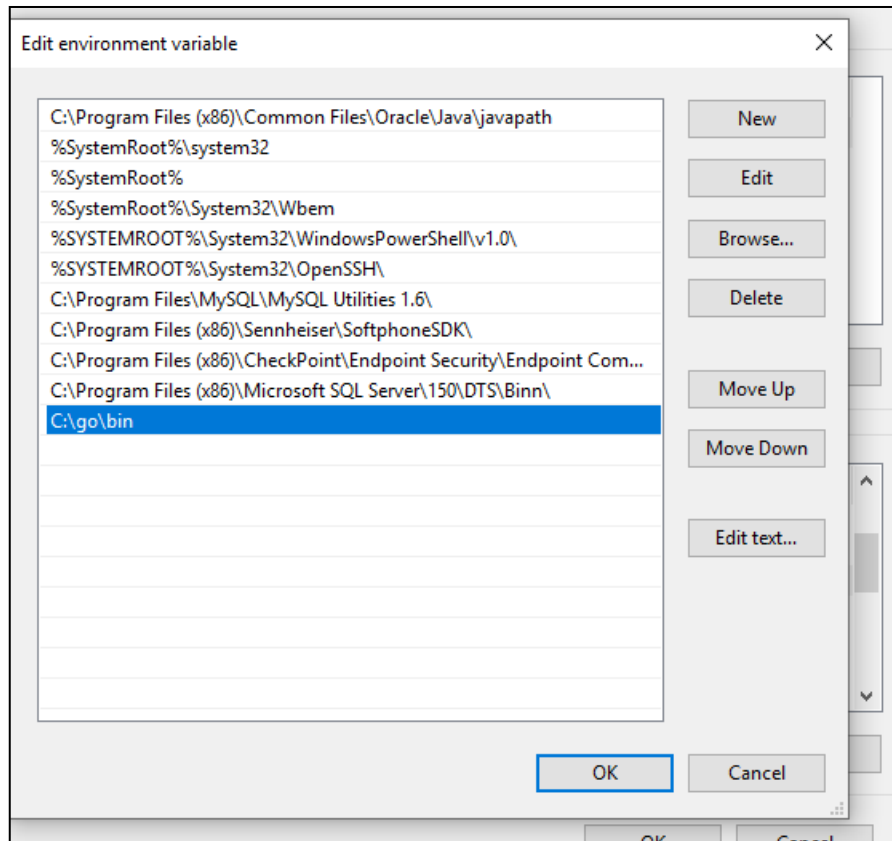 Edit environment variable
C:\Program Files (x86)\Common Files\Oracle\Java\javapath
%SystemRoot%\system32
%SystemRoot%
%SystemRoot%\System32\Wbem
%SYSTEMROOT%\System32\WindowsPowerShell\v1.0\
%SYSTEMROOT%\System32\OpenSSH\
C:\Program Files\MySQL\MySQL Utilities 1.6\
C:\Program Files (x86)\Sennheiser\SoftphoneSDK\
C:\Program Files (x86)\CheckPoint\Endpoint Security\Endpoint Com...
C:\Program Files (x86)\Microsoft SQL Server\150\DTS\Binn\
C:\go\bin
New
Edit
Browse...
Delete
Move Up
Move Down
Edit text...
OK
Cancel
OK
Cancel